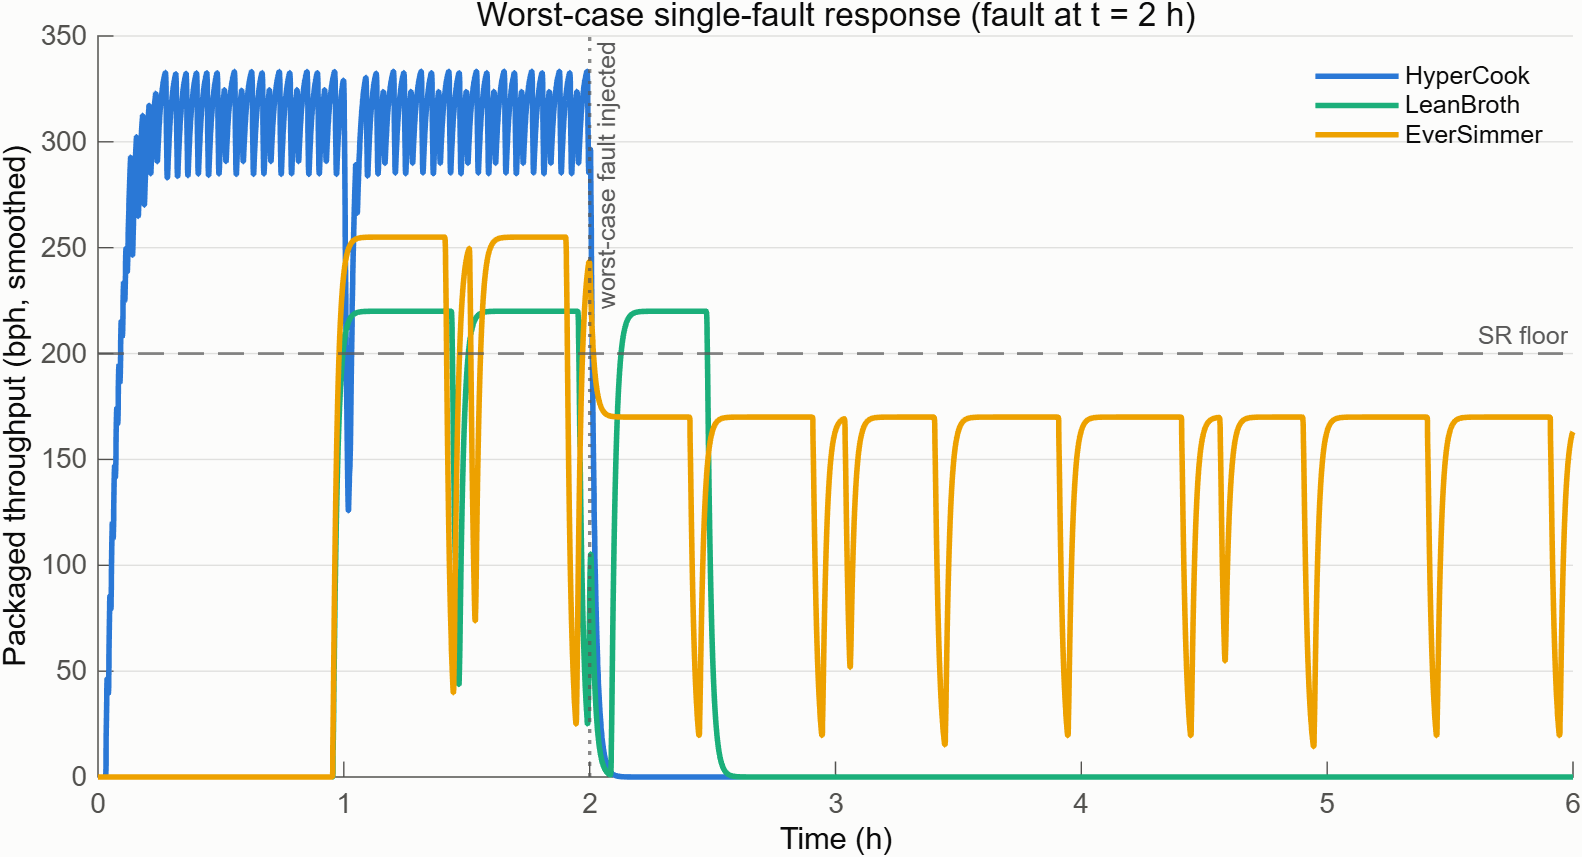 Worst-case single-fault response (fault at t = 2 h)
350
300
250
200
150
100
50
0
Packaged throughput (bph, smoothed)
worst-case fault injected
HyperCook
LeanBroth
EverSimmer
SR floor
0 1 2 3 4 5 6
Time (h)